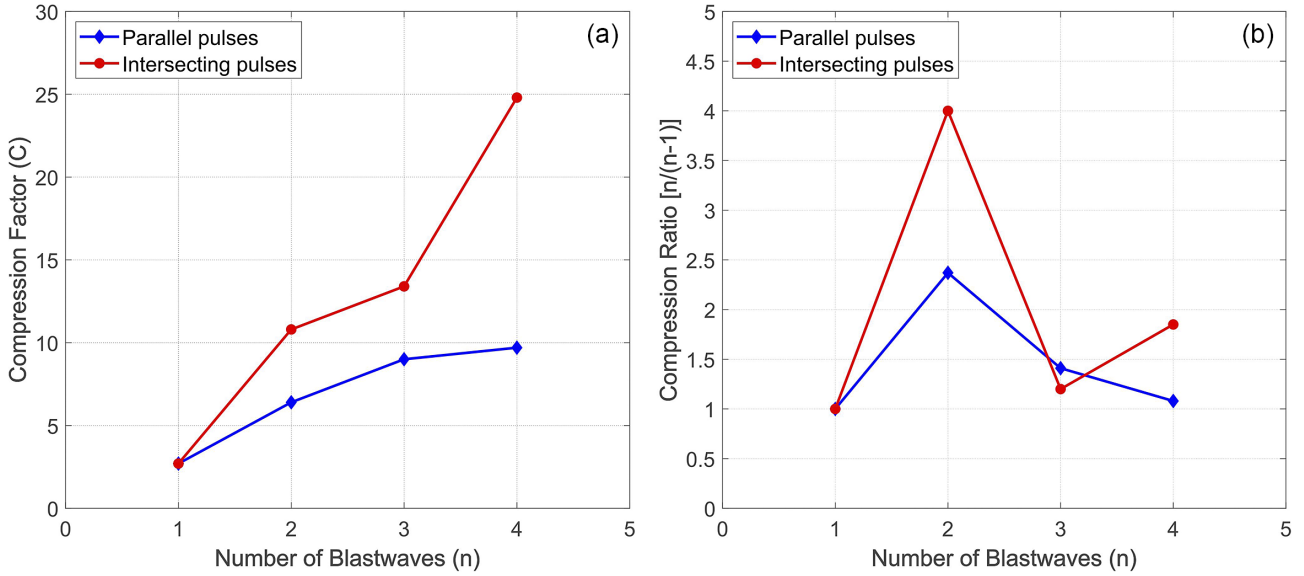 (a)
Parallel pulses
Intersecting pulses
Compression Factor (C)
30
25
20
15
10
5
0
0 1 2 3 4 5
Number of Blastwaves (n)
(b)
Parallel pulses
Intersecting pulses
Compression Ratio [n/(n-1)]
5
4.5
4
3.5
3
2.5
2
1.5
1
0.5
0
0 1 2 3 4 5
Number of Blastwaves (n)